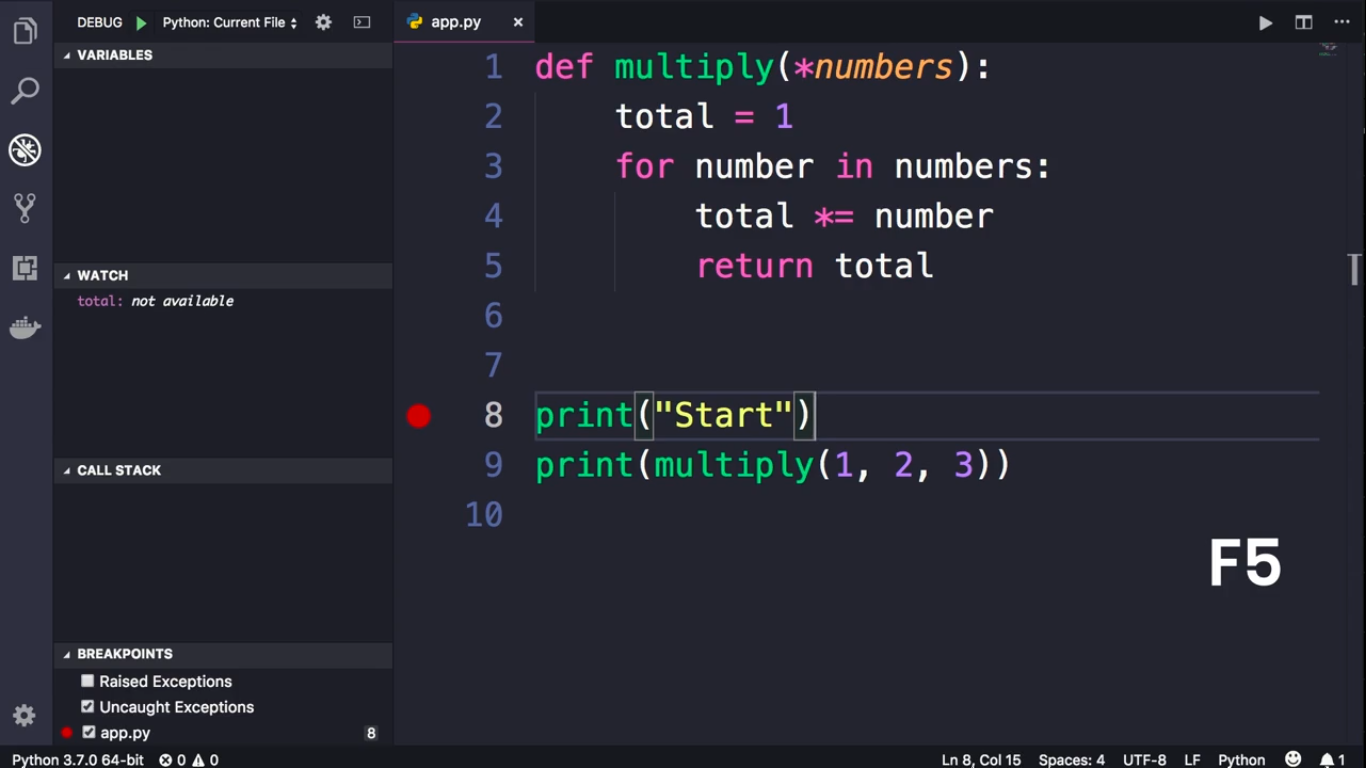 DEBUG Python: Current File
app.py
VARIABLES
WATCH
total: not available
CALL STACK
BREAKPOINTS
Raised Exceptions
Uncaught Exceptions
app.py 8
1 def multiply(*numbers):
2 total = 1
3 for number in numbers:
4 total *= number
5 return total
6
7
8 print("Start")
9 print(multiply(1, 2, 3))
10
F5
Python 3.7.0 64-bit 0 0 Ln 8, Col 15 Spaces: 4 UTF-8 LF Python 1